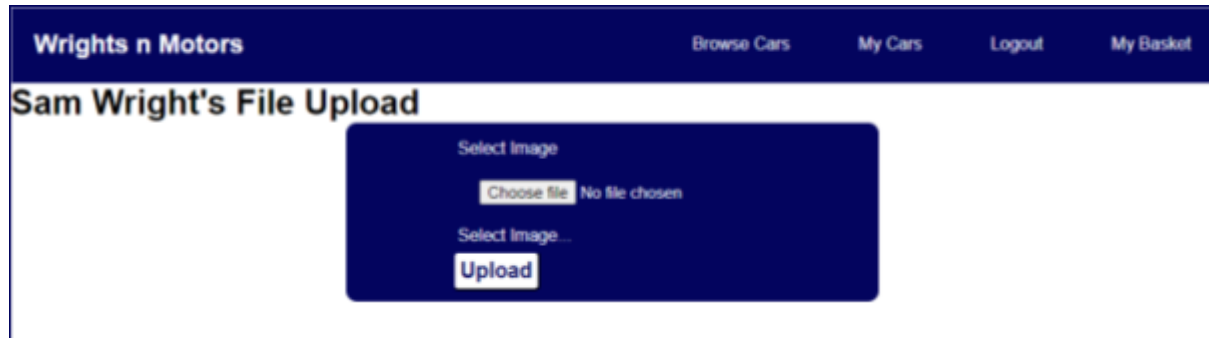 Wrights n Motors Browse Cars My Cars Logout My Basket
Sam Wright's File Upload
Select Image
Choose file No file chosen
Select Image...
Upload